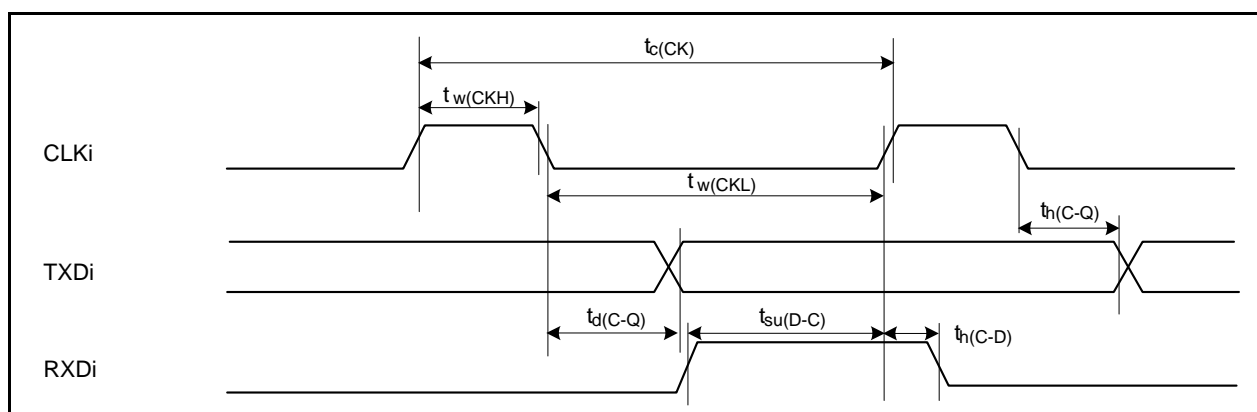 tc(CK)
tw(CKH)
CLKi
tw(CKL)
th(C-Q)
TXDi
td(C-Q)
tsu(D-C)
th(C-D)
RXDi